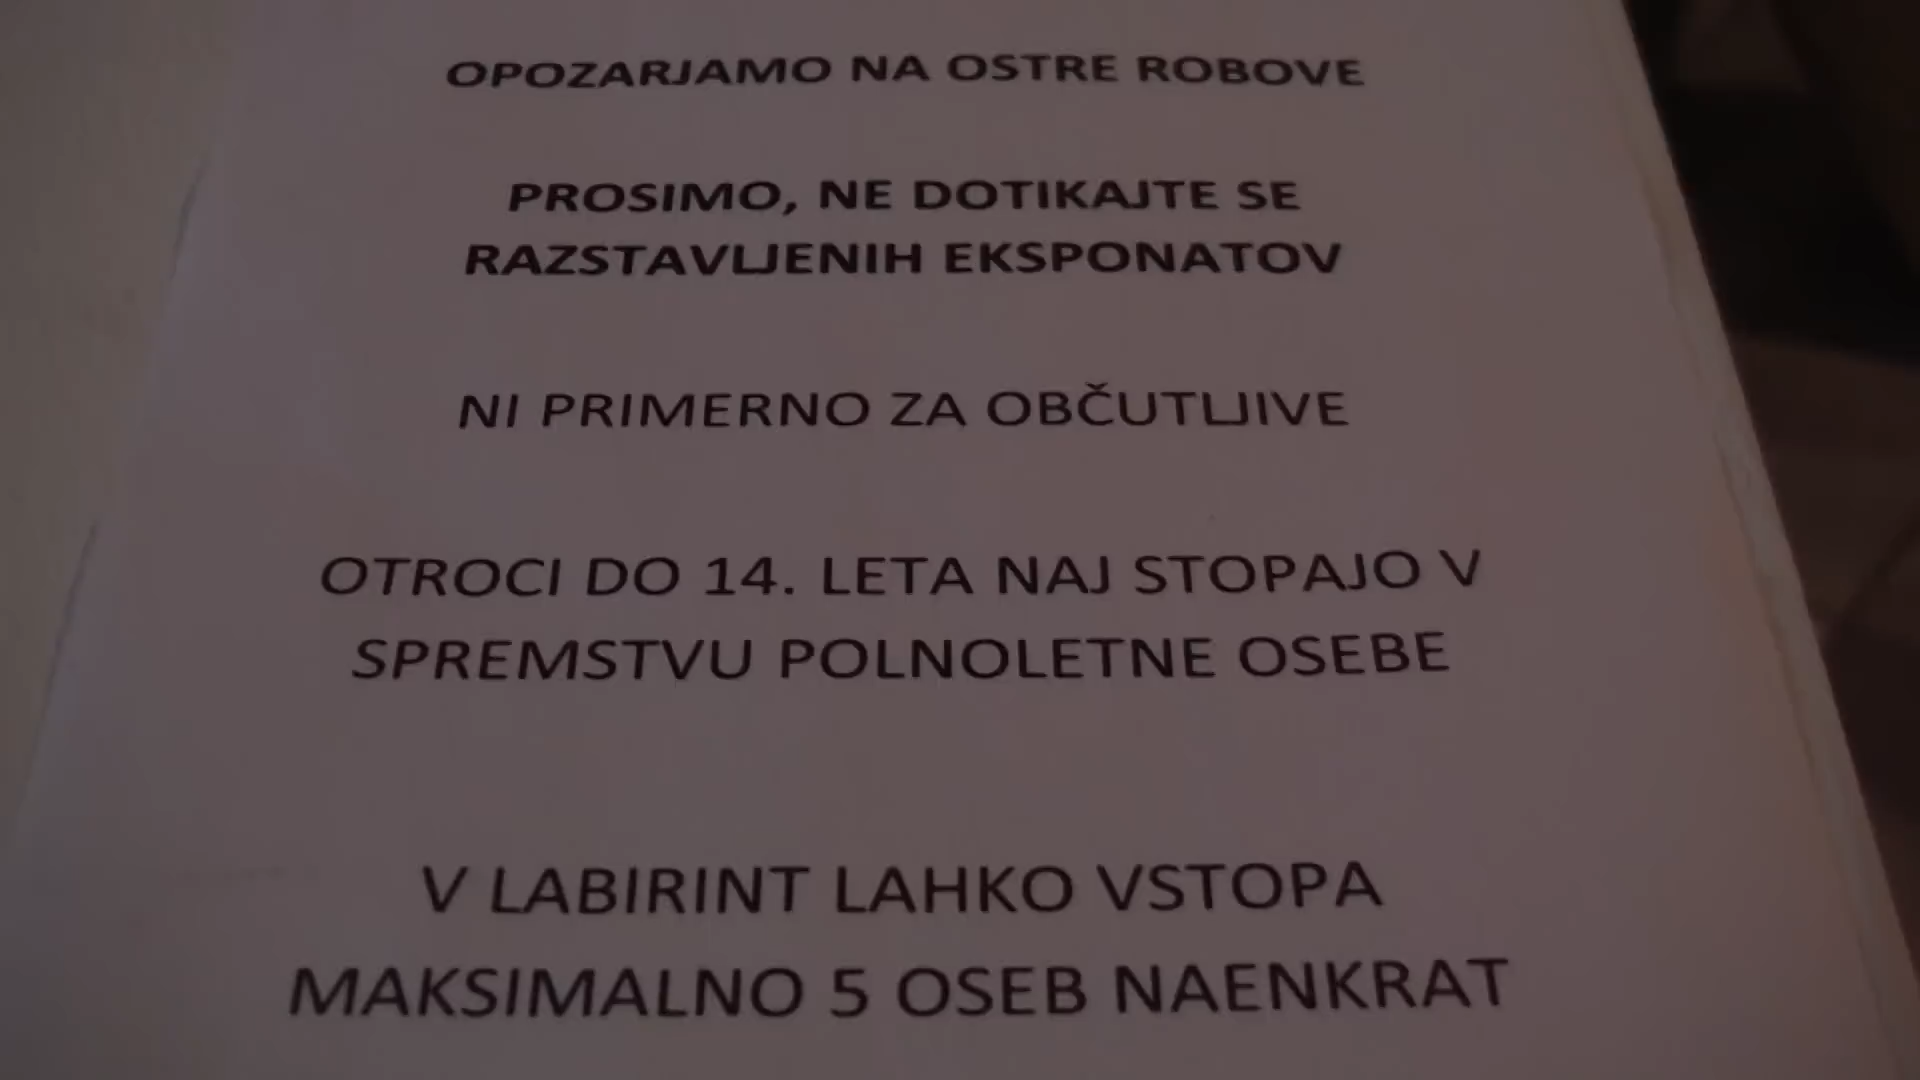 OPOZARJAMO NA OSTRE ROBOVE
PROSIMO, NE DOTIKAJTE SE
RAZSTAVLJENIH EKSPONATOV
NI PRIMERNO ZA OBČUTLJIVE
OTROCI DO 14. LETA NAJ STOPAJO V
SPREMSTVU POLNOLETNE OSEBE
V LABIRINT LAHKO VSTOPA
MAKSIMALNO 5 OSEB NAENKRAT